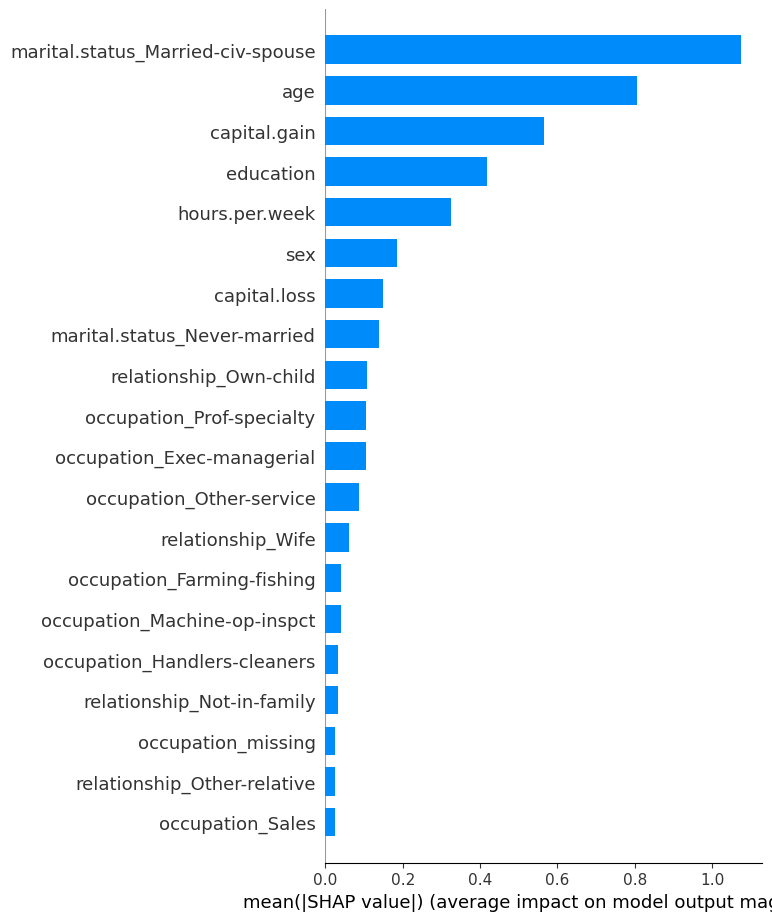 marital.status_Married-civ-spouse
age
capital.gain
education
hours.per.week
sex
capital.loss
marital.status_Never-married
relationship_Own-child
occupation_Prof-specialty
occupation_Exec-managerial
occupation_Other-service
relationship_Wife
occupation_Farming-fishing
occupation_Machine-op-inspct
occupation_Handlers-cleaners
relationship_Not-in-family
occupation_missing
relationship_Other-relative
occupation_Sales
0.0 0.2 0.4 0.6 0.8 1.0
mean(|SHAP value|) (average impact on model output mag